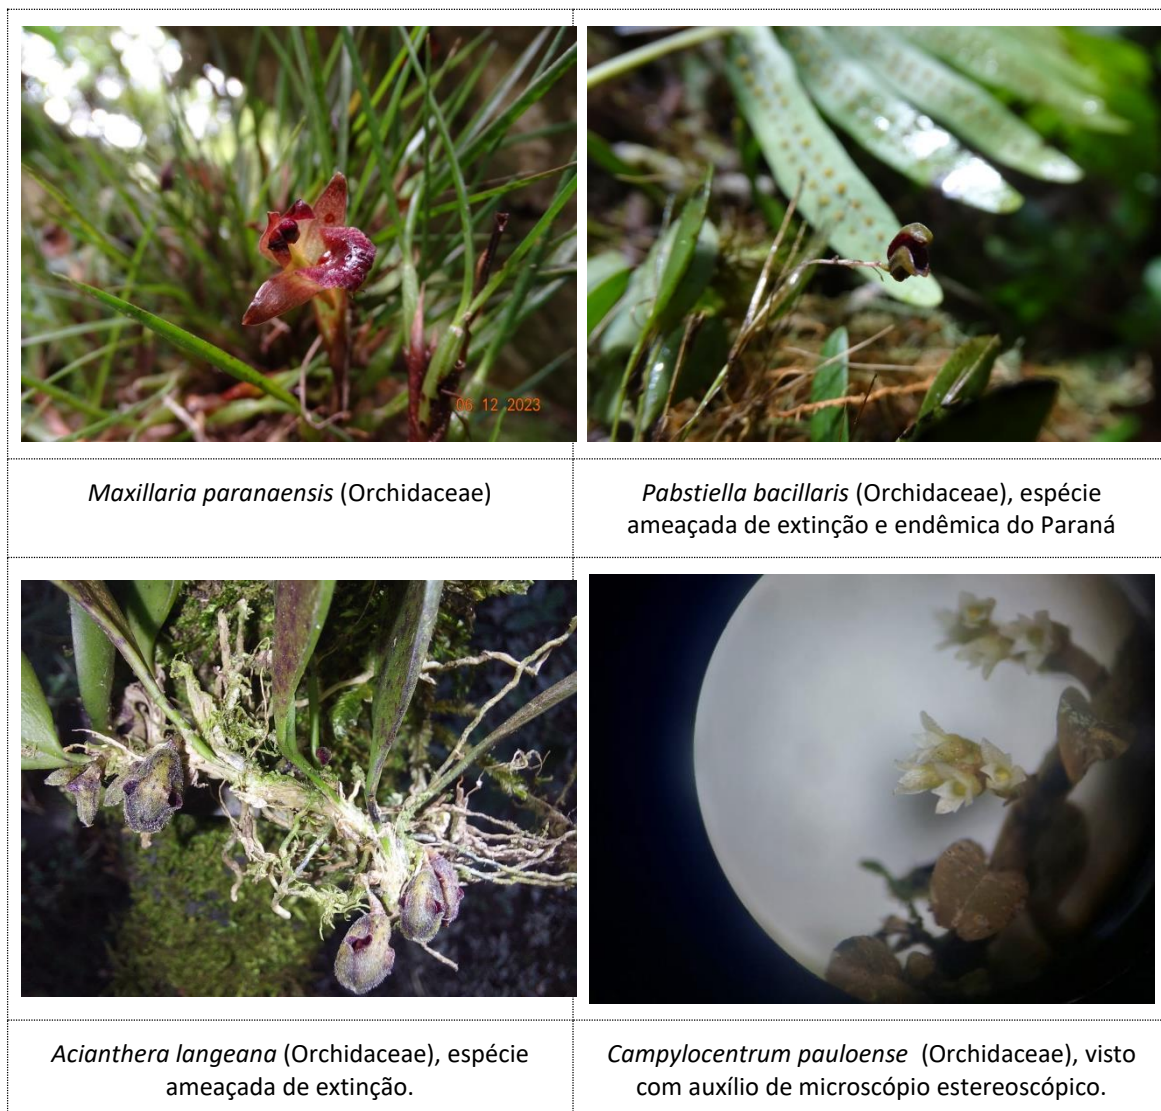 06 12 2023
Maxillaria paranaensis (Orchidaceae)
Pabstiella bacillaris (Orchidaceae), espécie
ameaçada de extinção e endêmica do Paraná
Acianthera langeana (Orchidaceae), espécie
ameaçada de extinção.
Campylocentrum pauloense (Orchidaceae), visto
com auxílio de microscópio estereoscópico.